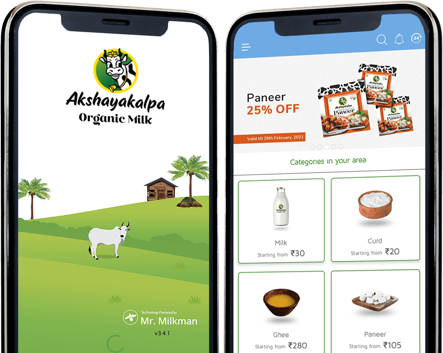 Akshayakalpa
Organic Milk
Technology Powered by
Mr. Milkman
v3.4.1
Paneer
25% OFF
Valid till 28th February, 2021
Paneer
Paneer
Paneer
Categories in your area
Milk
Starting from ₹30
Curd
Starting from ₹20
Ghee
Starting from ₹280
Paneer
Starting from ₹105